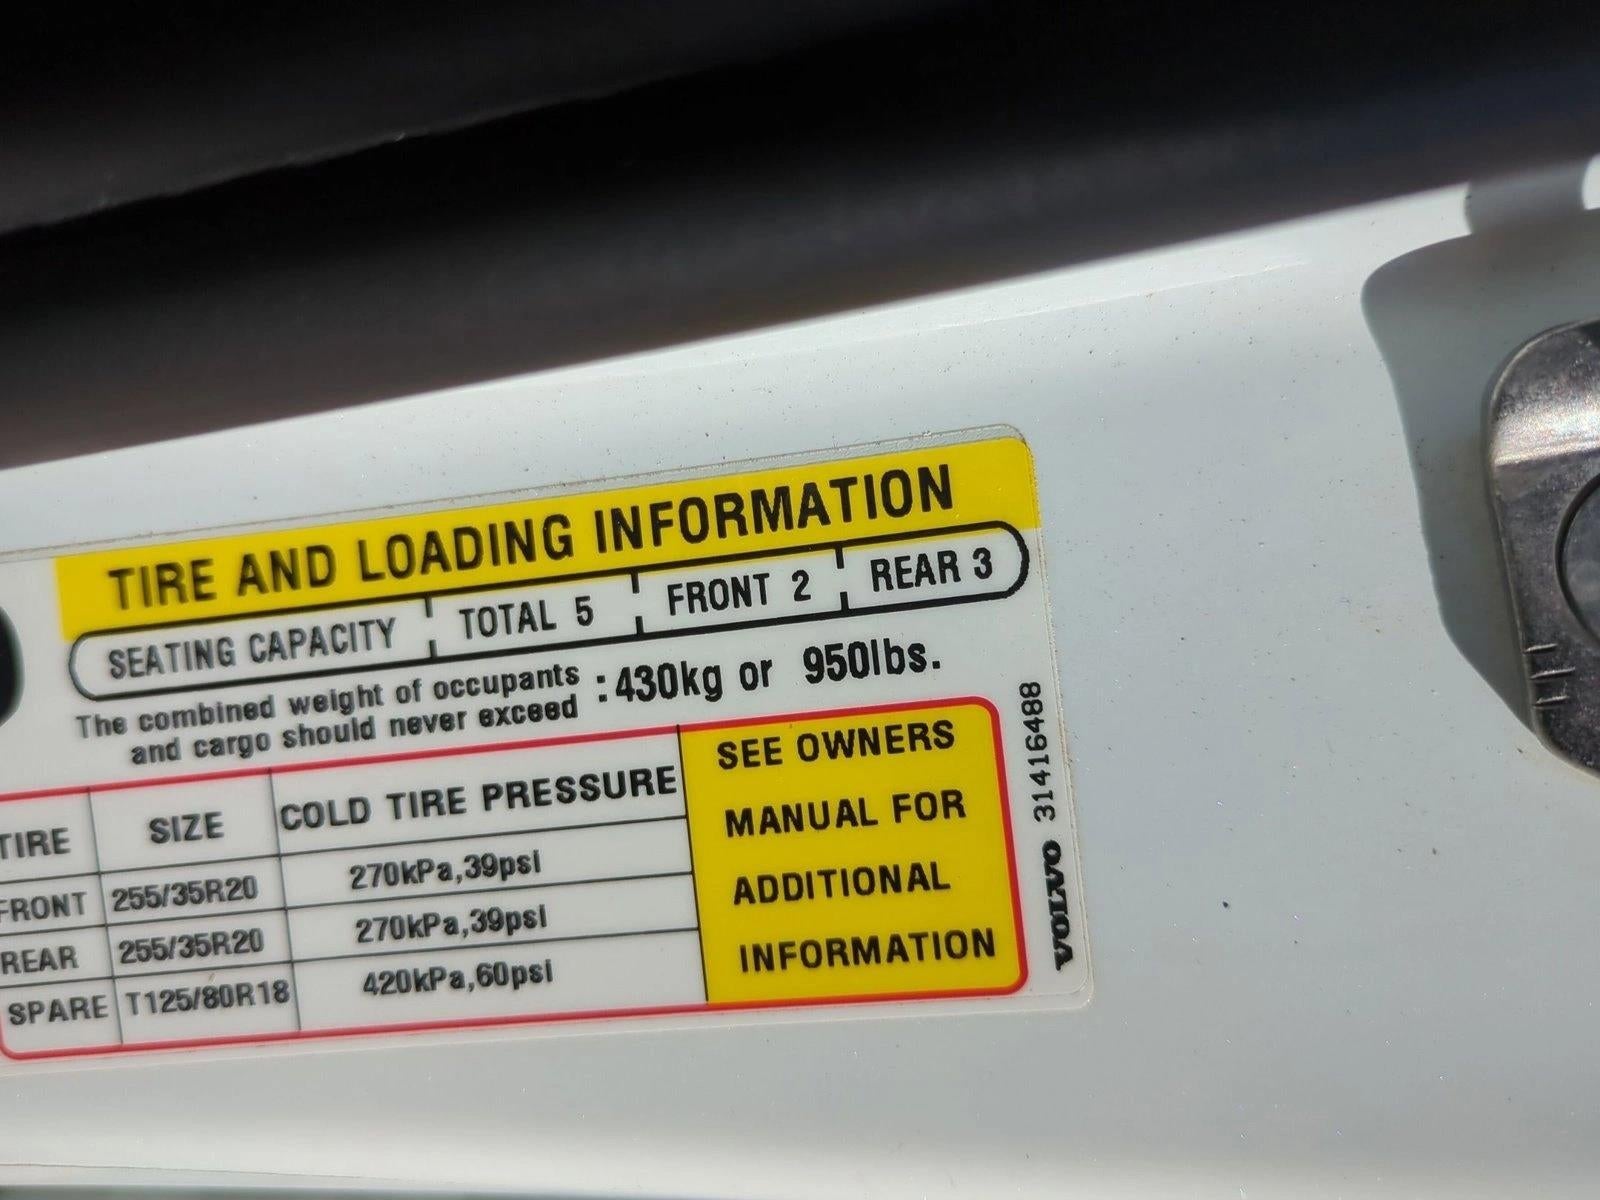 TIRE AND LOADING INFORMATION
SEATING CAPACITY TOTAL 5 FRONT 2 REAR 3
The combined weight of occupants
and cargo should never exceed :430kg or 950lbs.
TIRE SIZE COLD TIRE PRESSURE
FRONT 255/35R20 270kPa,39psi
REAR 255/35R20 270kPa,39psi
SPARE T125/80R18 420kPa,60psi
SEE OWNERS
MANUAL FOR
ADDITIONAL
INFORMATION
VOLVO 31416488